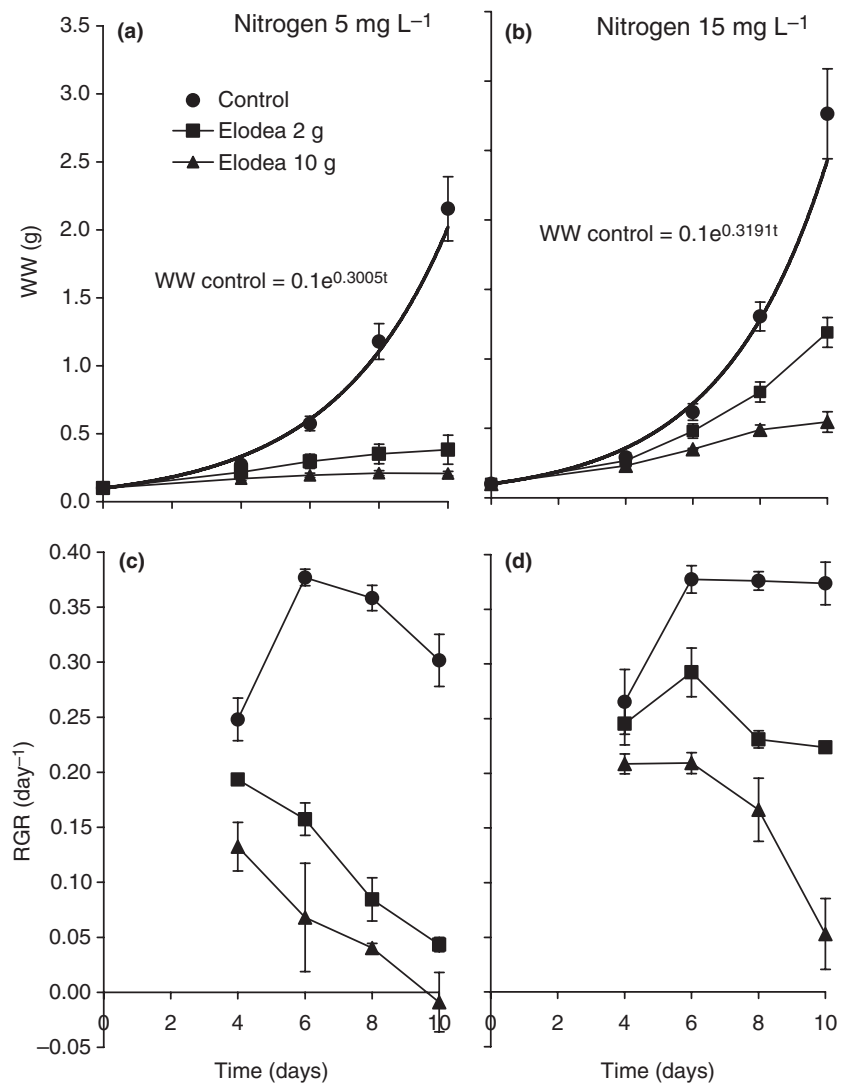 (a) Nitrogen 5 mg L–1
(b) Nitrogen 15 mg L–1
3.5
3.0
2.5
2.0
1.5
1.0
0.5
0.0
WW (g)
Control
Elodea 2 g
Elodea 10 g
WW control = 0.1e0.3005t
WW control = 0.1e0.3191t
(c)
(d)
0.40
0.35
0.30
0.25
0.20
0.15
0.10
0.05
0.00
–0.05
RGR (day–1)
0 2 4 6 8 10
Time (days)
0 2 4 6 8 10
Time (days)